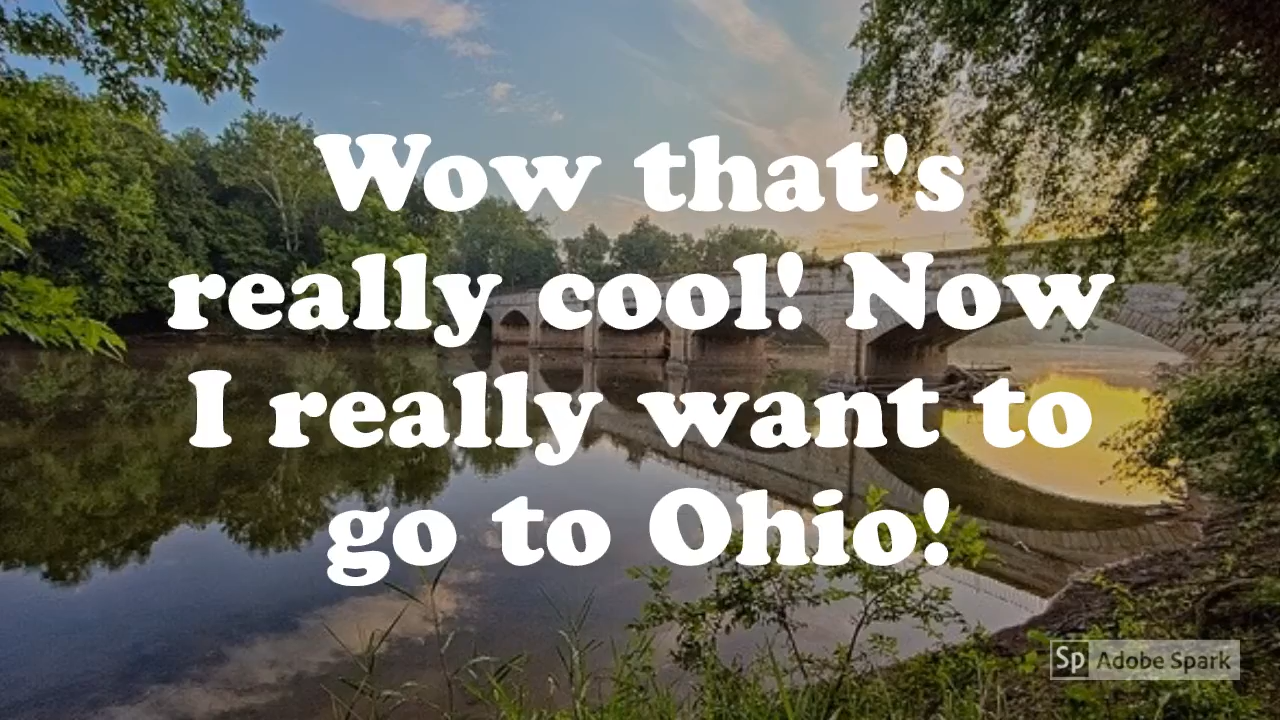 Wow that's
really cool! Now
I really want to
go to Ohio!
Sp Adobe Spark